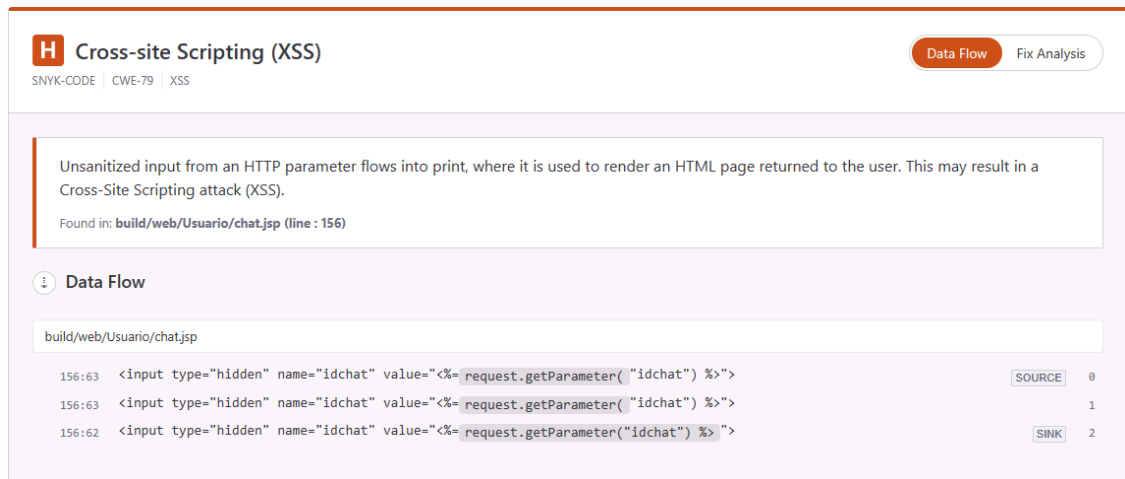 H Cross-site Scripting (XSS)
Data Flow Fix Analysis
SNYK-CODE CWE-79 XSS
Unsanitized input from an HTTP parameter flows into print, where it is used to render an HTML page returned to the user. This may result in a
Cross-Site Scripting attack (XSS).
Found in: build/web/Usuario/chat.jsp (line : 156)
Data Flow
build/web/Usuario/chat.jsp
156:63 <input type="hidden" name="idchat" value="<%= request.getParameter( "idchat") %>"> SOURCE 0
156:63 <input type="hidden" name="idchat" value="<%= request.getParameter( "idchat") %>"> 1
156:62 <input type="hidden" name="idchat" value="<%= request.getParameter("idchat") %> "> SINK 2